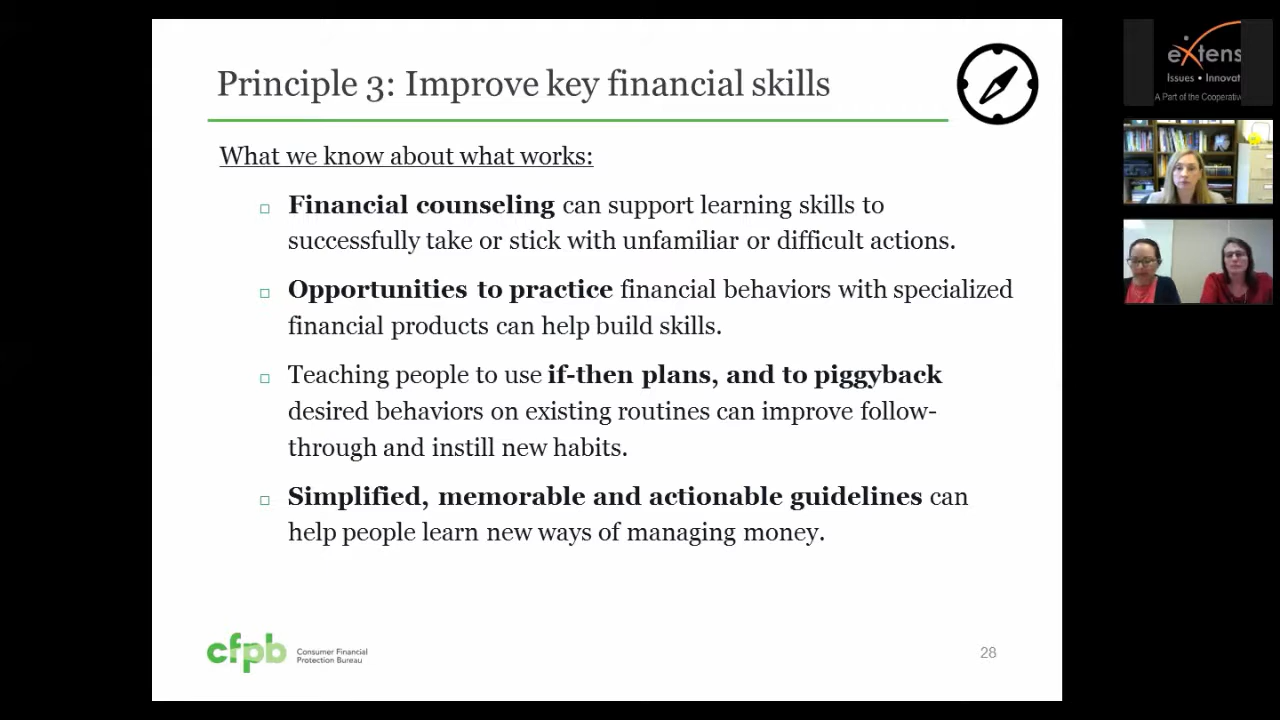 Principle 3: Improve key financial skills
What we know about what works:
Financial counseling can support learning skills to
successfully take or stick with unfamiliar or difficult actions.
Opportunities to practice financial behaviors with specialized
financial products can help build skills.
Teaching people to use if-then plans, and to piggyback
desired behaviors on existing routines can improve follow-
through and instill new habits.
Simplified, memorable and actionable guidelines can
help people learn new ways of managing money.
cfpb Consumer Financial
Protection Bureau
28
eXtens
Issues • Innovat
A Part of the Cooperativ